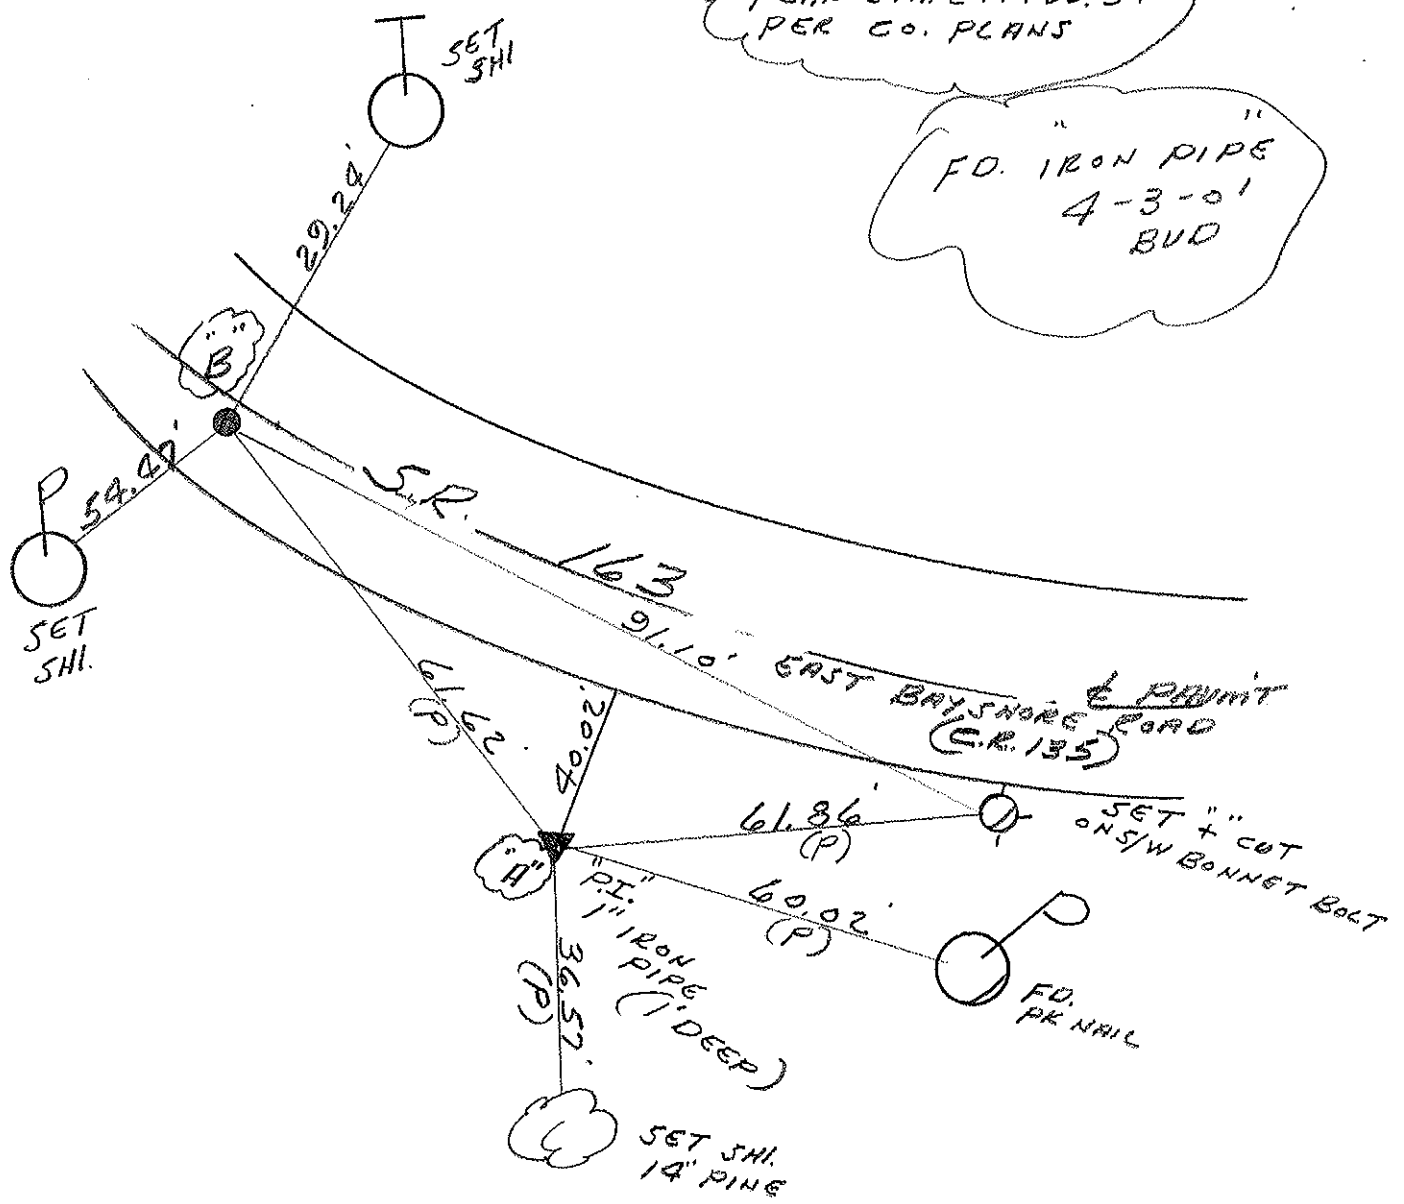 PER CO. PLANS
FD. IRON PIPE
4-3-01
BUD
SET
SHI
29.24'
"B"
54.47'
P
SET
SHI.
S.R. 163
91.10'
EAST BAYSHORE ROAD
(C.R. 135)
℄ PAVM'T
61.62'
(P)
40.02'
61.86'
(P)
SET "+" CUT
ON S/W BONNET BOLT
"A"
"P.I."
1" IRON
PIPE
(1' DEEP)
60.02'
(P)
FD.
PK NAIL
36.57'
(P)
SET SHI.
14" PINE